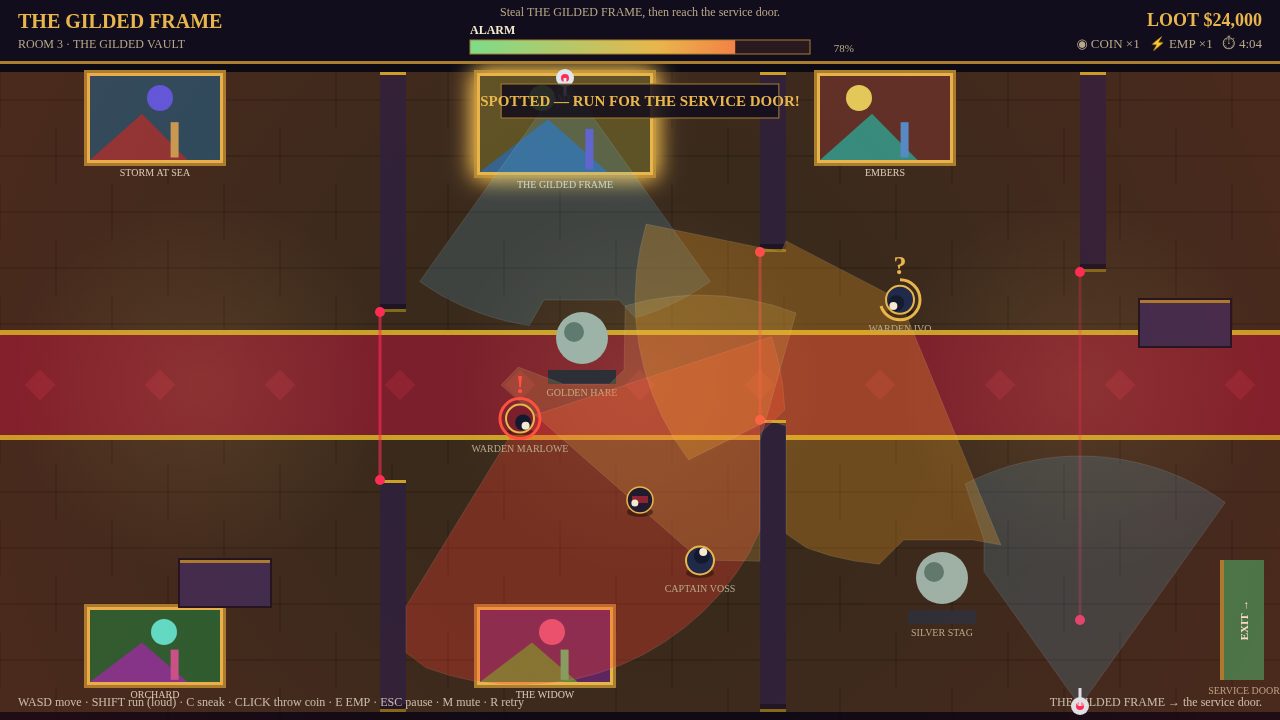 THE GILDED FRAME
ROOM 3 · THE GILDED VAULT
Steal THE GILDED FRAME, then reach the service door.
ALARM
78%
LOOT $24,000
COIN ×1 ⚡ EMP ×1 ⏱ 4:04
SPOTTED — RUN FOR THE SERVICE DOOR!
STORM AT SEA
THE GILDED FRAME
EMBERS
?
WARDEN IVO
!
GOLDEN HARE
WARDEN MARLOWE
CAPTAIN VOSS
SILVER STAG
EXIT →
SERVICE DOOR
ORCHARD
THE WIDOW
WASD move · SHIFT run (loud) · C sneak · CLICK throw coin · E EMP · ESC pause · M mute · R retry
THE GILDED FRAME → the service door.